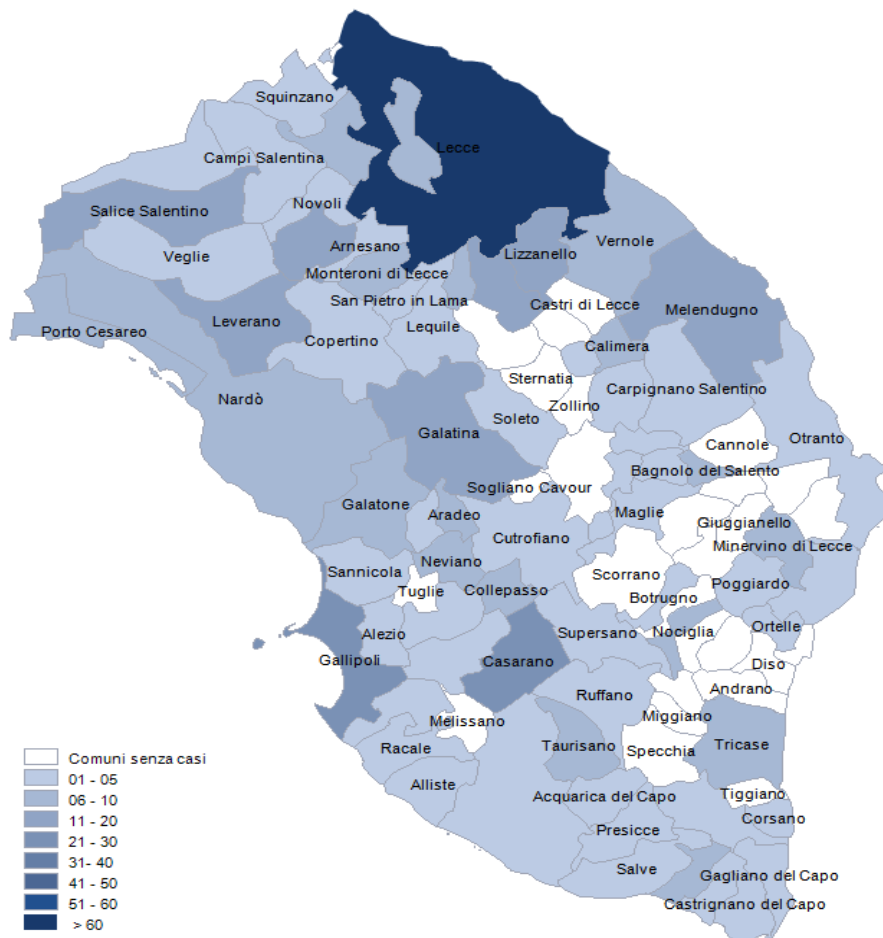 Squinzano
Lecce
Campi Salentina
Salice Salentino
Novoli
Vernole
Arnesano
Veglie
Lizzanello
Monteroni di Lecce
San Pietro in Lama
Castri di Lecce
Melendugno
Leverano
Lequile
Porto Cesareo
Copertino
Calimera
Sternatia
Carpignano Salentino
Nardò
Zollino
Soleto
Galatina
Otranto
Cannole
Bagnolo del Salento
Sogliano Cavour
Galatone
Maglie
Aradeo
Giuggianello
Cutrofiano
Minervino di Lecce
Neviano
Sannicola
Scorrano
Poggiardo
Tuglie
Collepasso
Botrugno
Ortelle
Alezio
Supersano
Nociglia
Gallipoli
Casarano
Diso
Andrano
Ruffano
Miggiano
Melissano
Racale
Taurisano
Specchia
Tricase
Alliste
Tiggiano
Acquarica del Capo
Corsano
Presicce
Salve
Gagliano del Capo
Castrignano del Capo
Comuni senza casi
01 - 05
06 - 10
11 - 20
21 - 30
31- 40
41 - 50
51 - 60
> 60